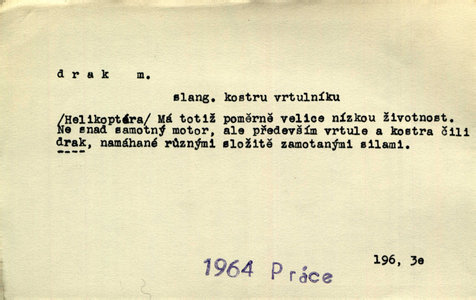 drak m.
slang. kostru vrtulníku
/Helikoptéra/ Má totiž poměrně velice nízkou životnost.
Ne snad samotný motor, ale především vrtule a kostra čili
drak, namáhané různými složitě zamotanými silami.
196, 3e
1964 Práce